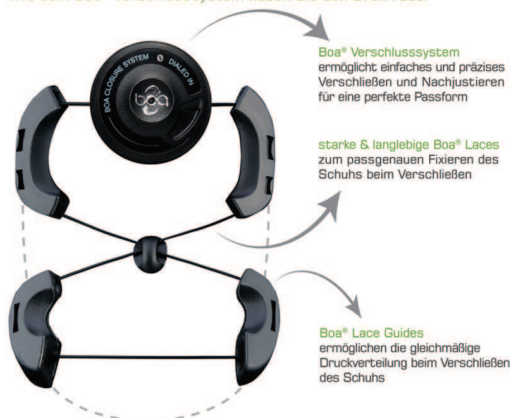 BOA CLOSURE SYSTEM
DIALED IN
boa
Boa® Verschlusssystem
ermöglicht einfaches und präzises
Verschließen und Nachjustieren
für eine perfekte Passform
starke & langlebige Boa® Laces
zum passgenauen Fixieren des
Schuhs beim Verschließen
Boa® Lace Guides
ermöglichen die gleichmäßige
Druckverteilung beim Verschließen
des Schuhs